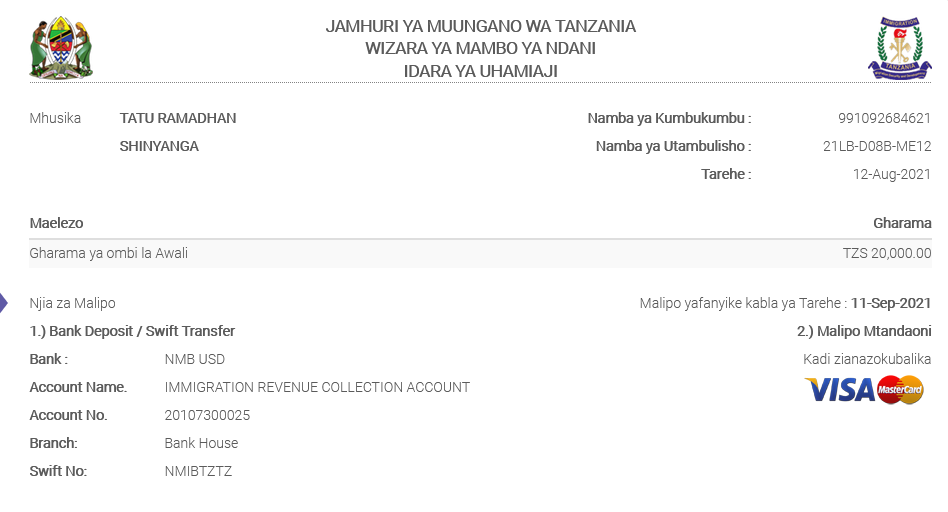 JAMHURI YA MUUNGANO WA TANZANIA
WIZARA YA MAMBO YA NDANI
IDARA YA UHAMIAJI
IMMIGRATION
TANZANIA
Mhusika TATU RAMADHAN Namba ya Kumbukumbu : 991092684621
SHINYANGA Namba ya Utambulisho : 21LB-D08B-ME12
Tarehe : 12-Aug-2021
Maelezo Gharama
Gharama ya ombi la Awali TZS 20,000.00
Njia za Malipo Malipo yafanyike kabla ya Tarehe : 11-Sep-2021
1.) Bank Deposit / Swift Transfer 2.) Malipo Mtandaoni
Bank : NMB USD Kadi zianazokubalika
Account Name. IMMIGRATION REVENUE COLLECTION ACCOUNT VISA MasterCard
Account No. 20107300025
Branch: Bank House
Swift No: NMIBTZTZ